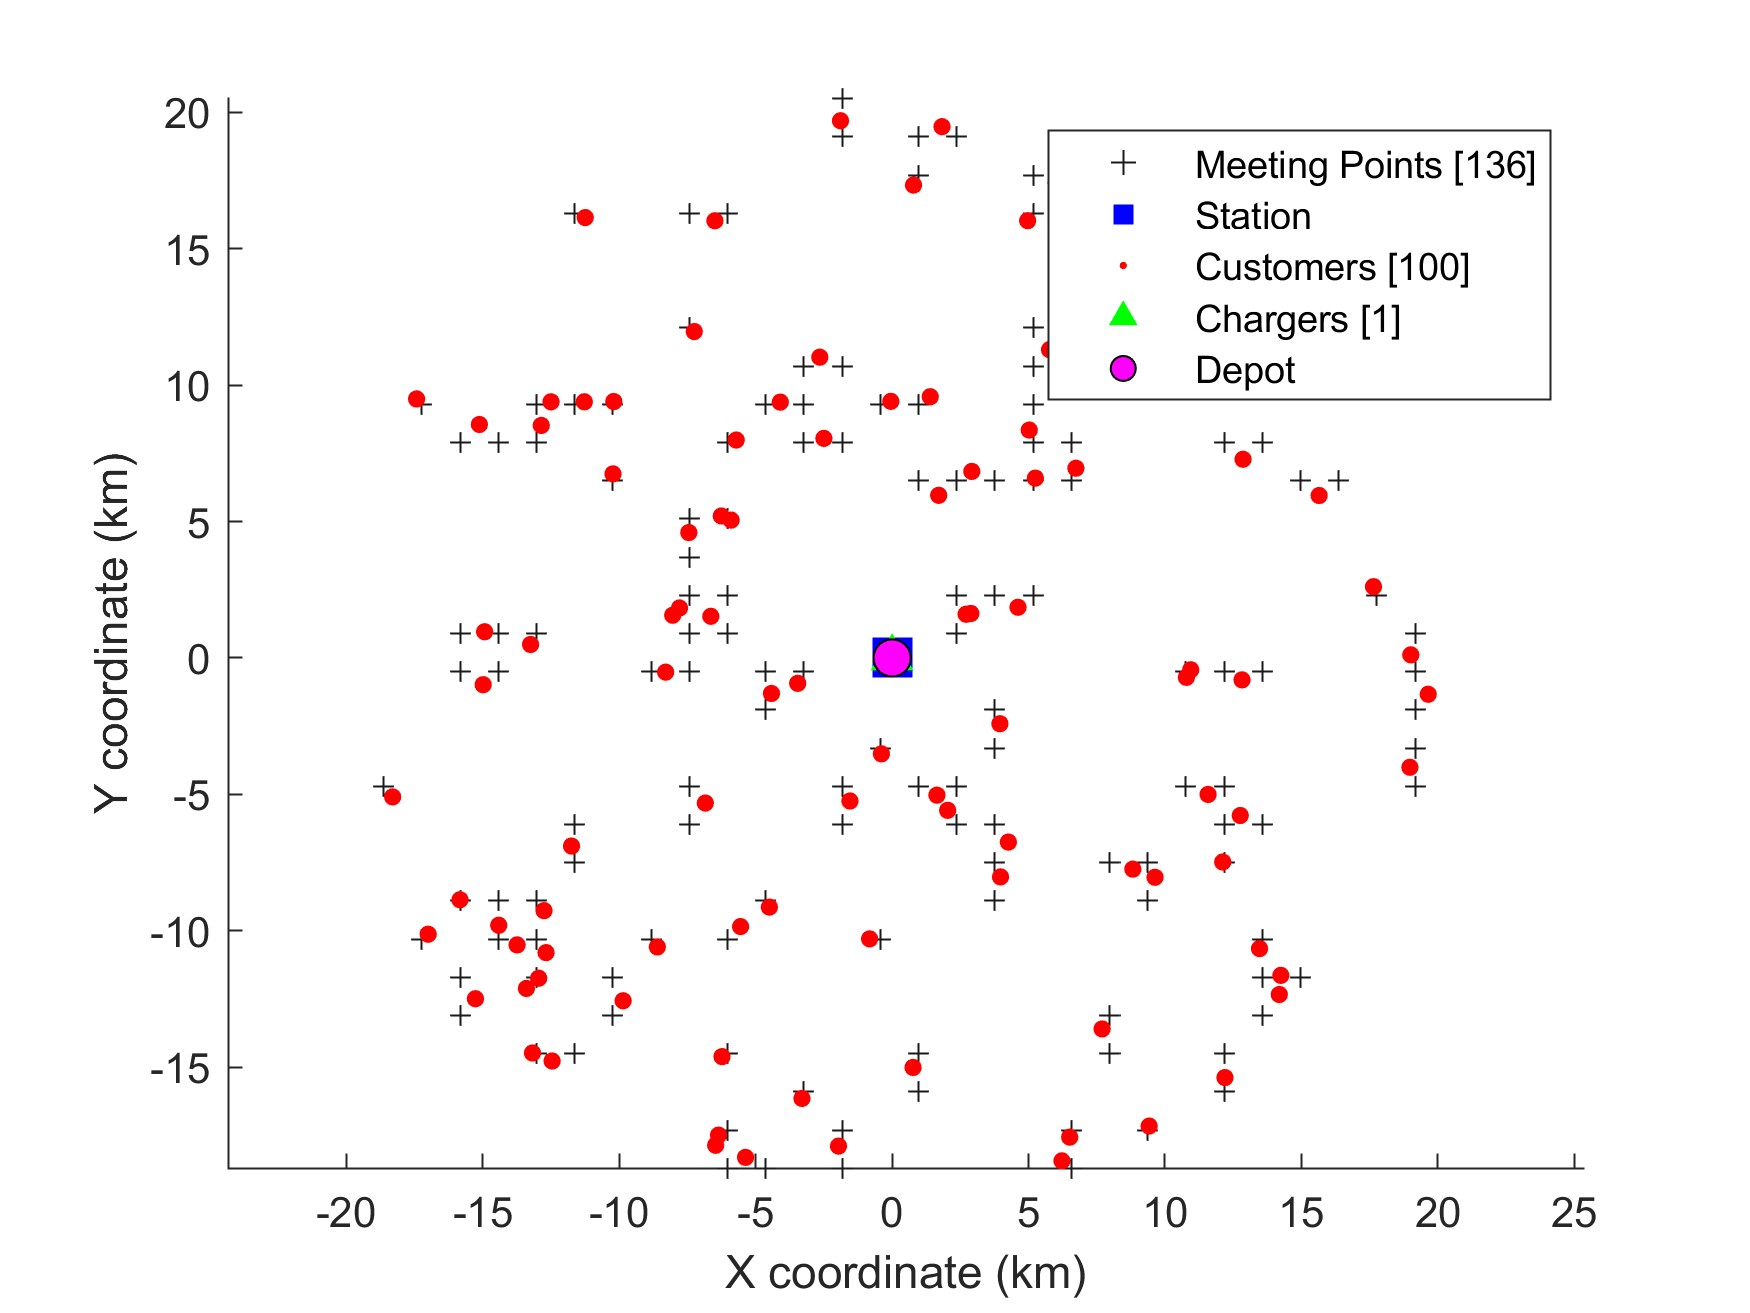 20
15
10
5
0
-5
-10
-15
Y coordinate (km)
Meeting Points [136]
Station
Customers [100]
Chargers [1]
Depot
-20 -15 -10 -5 0 5 10 15 20 25
X coordinate (km)